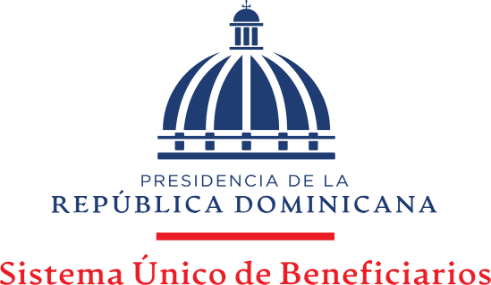 PRESIDENCIA DE LA
REPÚBLICA DOMINICANA
Sistema Único de Beneficiarios